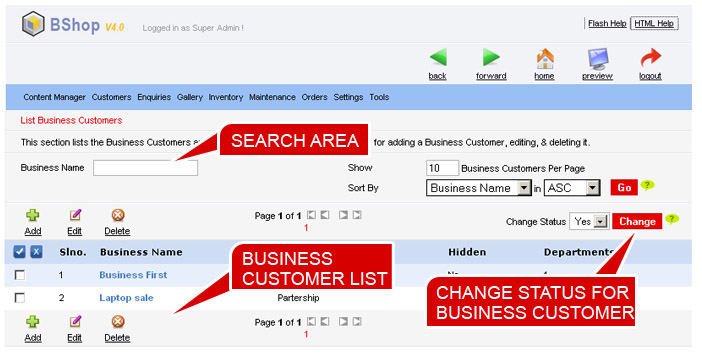 BShop V4.0
Logged in as Super Admin !
Flash Help HTML Help
back forward home preview logout
Content Manager Customers Enquiries Gallery Inventory Maintenance Orders Settings Tools
List Business Customers
This section lists the Business Customers
for adding a Business Customer, editing, & deleting it.
SEARCH AREA
Business Name
Show 10 Business Customers Per Page
Sort By Business Name in ASC Go ?
Add Edit Delete
Page 1 of 1
1
Change Status Yes Change ?
X Slno. Business Name Hidden Departments
1 Business First
2 Laptop sale Partership
BUSINESS
CUSTOMER LIST
CHANGE STATUS FOR
BUSINESS CUSTOMER
Add Edit Delete
Page 1 of 1
1